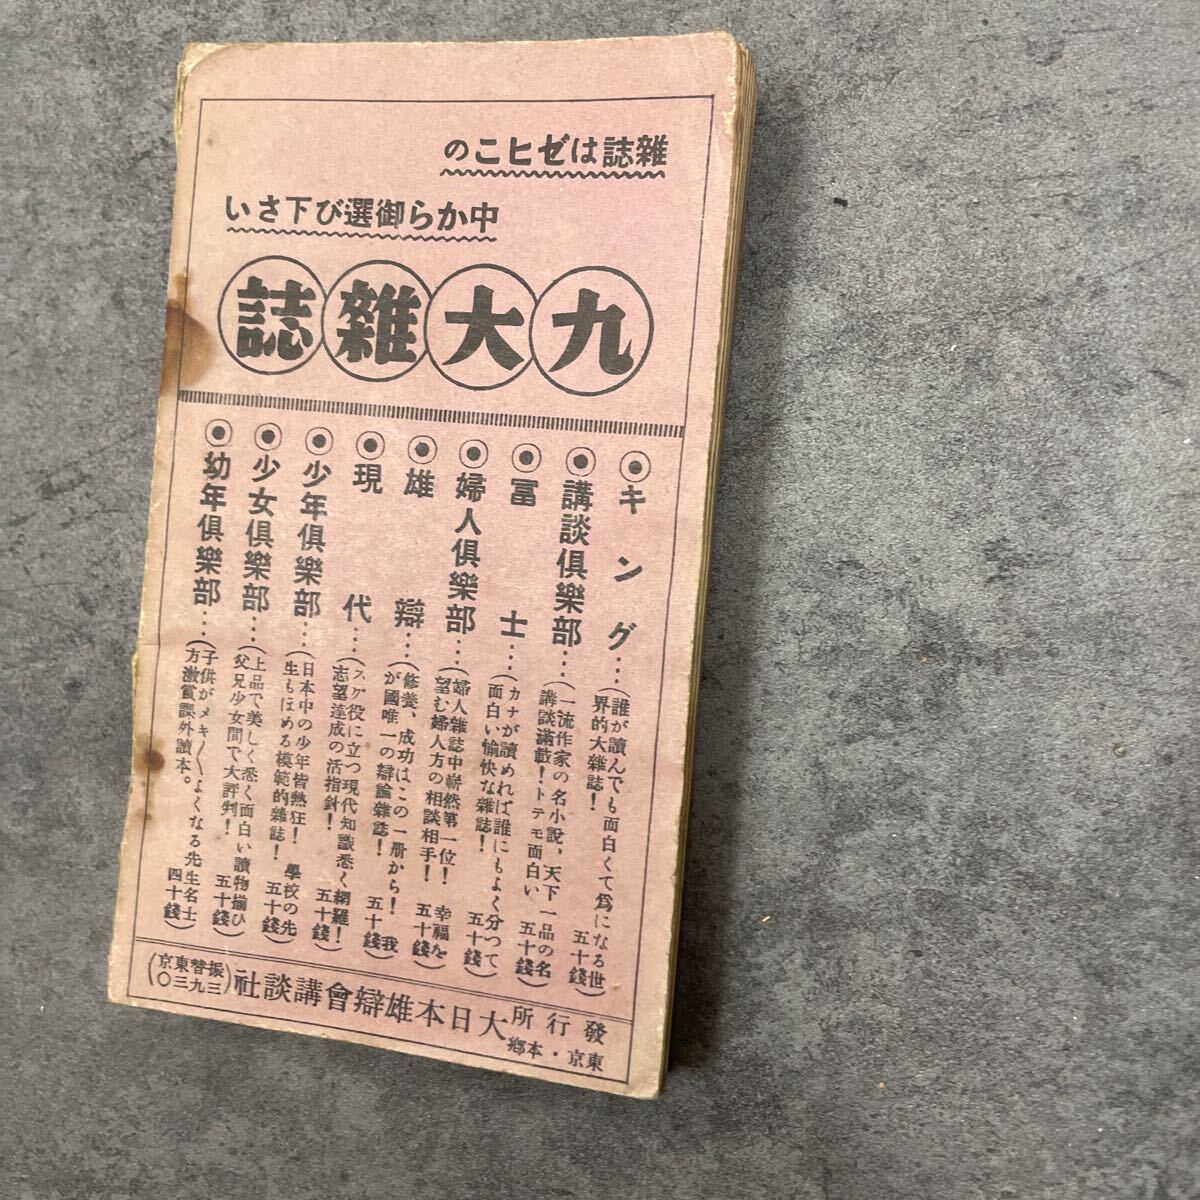 雜誌はゼヒこの
中から御選び下さい
九大雜誌
◉キング…(誰が讀んでも面白くて爲になる世界的大雜誌! 五十錢)
◉講談倶樂部…(一流作家の名小説,天下一品の名講談滿載!トテモ面白い 五十錢)
◉冨士…(カナが讀めれば誰にもよく分つて面白い愉快な雜誌! 五十錢)
◉婦人倶樂部…(婦人雜誌中嶄然第一位! 幸福を望む婦人方の相談相手! 五十錢)
◉雄辯…(修養、成功はこの一册から! 我が國唯一の辯論雜誌! 五十錢)
◉現代…(スグ役に立つ現代知識悉く網羅!志望達成の活指針! 五十錢)
◉少年倶樂部…(日本中の少年皆熱狂! 學校の先生もほめる模範的雜誌! 五十錢)
◉少女倶樂部…(上品で美しく悉く面白い讀物揃ひ父兄少女間で大評判! 五十錢)
◉幼年倶樂部…(子供がメキ〱よくなる先生名士方激賞課外讀本。 四十錢)
發行所
東京・本郷
大日本雄辯會講談社
(振替東京三九三〇)